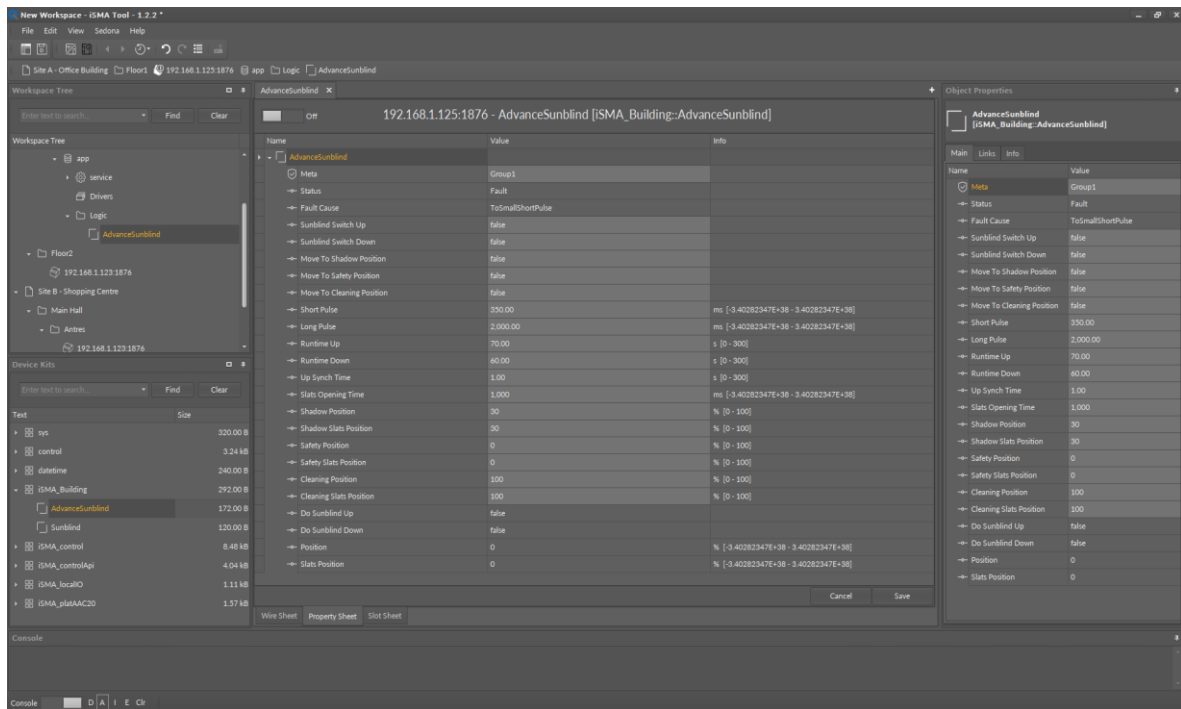 New Workspace - iSMA Tool - 1.2.2 *
File Edit View Sedona Help
Site A - Office Building Floor1 192.168.1.125:1876 app Logic AdvanceSunblind
Workspace Tree
Enter text to search... Find Clear
Workspace Tree
app
service
Drivers
Logic
AdvanceSunblind
Floor2
192.168.1.123:1876
Site B - Shopping Centre
Main Hall
Antres
192.168.1.123:1876
Device Kits
Enter text to search... Find Clear
Text Size
sys 320.00 B
control 3.24 kB
datetime 240.00 B
iSMA_Building 292.00 B
AdvanceSunblind 172.00 B
Sunblind 120.00 B
iSMA_control 8.48 kB
iSMA_controlApi 4.04 kB
iSMA_localIO 1.11 kB
iSMA_platAAC20 1.57 kB
AdvanceSunblind
Off 192.168.1.125:1876 - AdvanceSunblind [iSMA_Building::AdvanceSunblind]
Name Value Info
AdvanceSunblind
Meta Group1
Status Fault
Fault Cause ToSmallShortPulse
Sunblind Switch Up false
Sunblind Switch Down false
Move To Shadow Position false
Move To Safety Position false
Move To Cleaning Position false
Short Pulse 350.00 ms [-3.40282347E+38 - 3.40282347E+38]
Long Pulse 2,000.00 ms [-3.40282347E+38 - 3.40282347E+38]
Runtime Up 70.00 s [0 - 300]
Runtime Down 60.00 s [0 - 300]
Up Synch Time 1.00 s [0 - 300]
Slats Opening Time 1,000 ms [-3.40282347E+38 - 3.40282347E+38]
Shadow Position 30 % [0 - 100]
Shadow Slats Position 30 % [0 - 100]
Safety Position 0 % [0 - 100]
Safety Slats Position 0 % [0 - 100]
Cleaning Position 100 % [0 - 100]
Cleaning Slats Position 100 % [0 - 100]
Do Sunblind Up false
Do Sunblind Down false
Position 0 % [-3.40282347E+38 - 3.40282347E+38]
Slats Position 0 % [-3.40282347E+38 - 3.40282347E+38]
Cancel Save
Wire Sheet Property Sheet Slot Sheet
Object Properties
AdvanceSunblind
[iSMA_Building::AdvanceSunblind]
Main Links Info
Name Value
Meta Group1
Status Fault
Fault Cause ToSmallShortPulse
Sunblind Switch Up false
Sunblind Switch Down false
Move To Shadow Position false
Move To Safety Position false
Move To Cleaning Position false
Short Pulse 350.00
Long Pulse 2,000.00
Runtime Up 70.00
Runtime Down 60.00
Up Synch Time 1.00
Slats Opening Time 1,000
Shadow Position 30
Shadow Slats Position 30
Safety Position 0
Safety Slats Position 0
Cleaning Position 100
Cleaning Slats Position 100
Do Sunblind Up false
Do Sunblind Down false
Position 0
Slats Position 0
Console
Console D A I E Clr